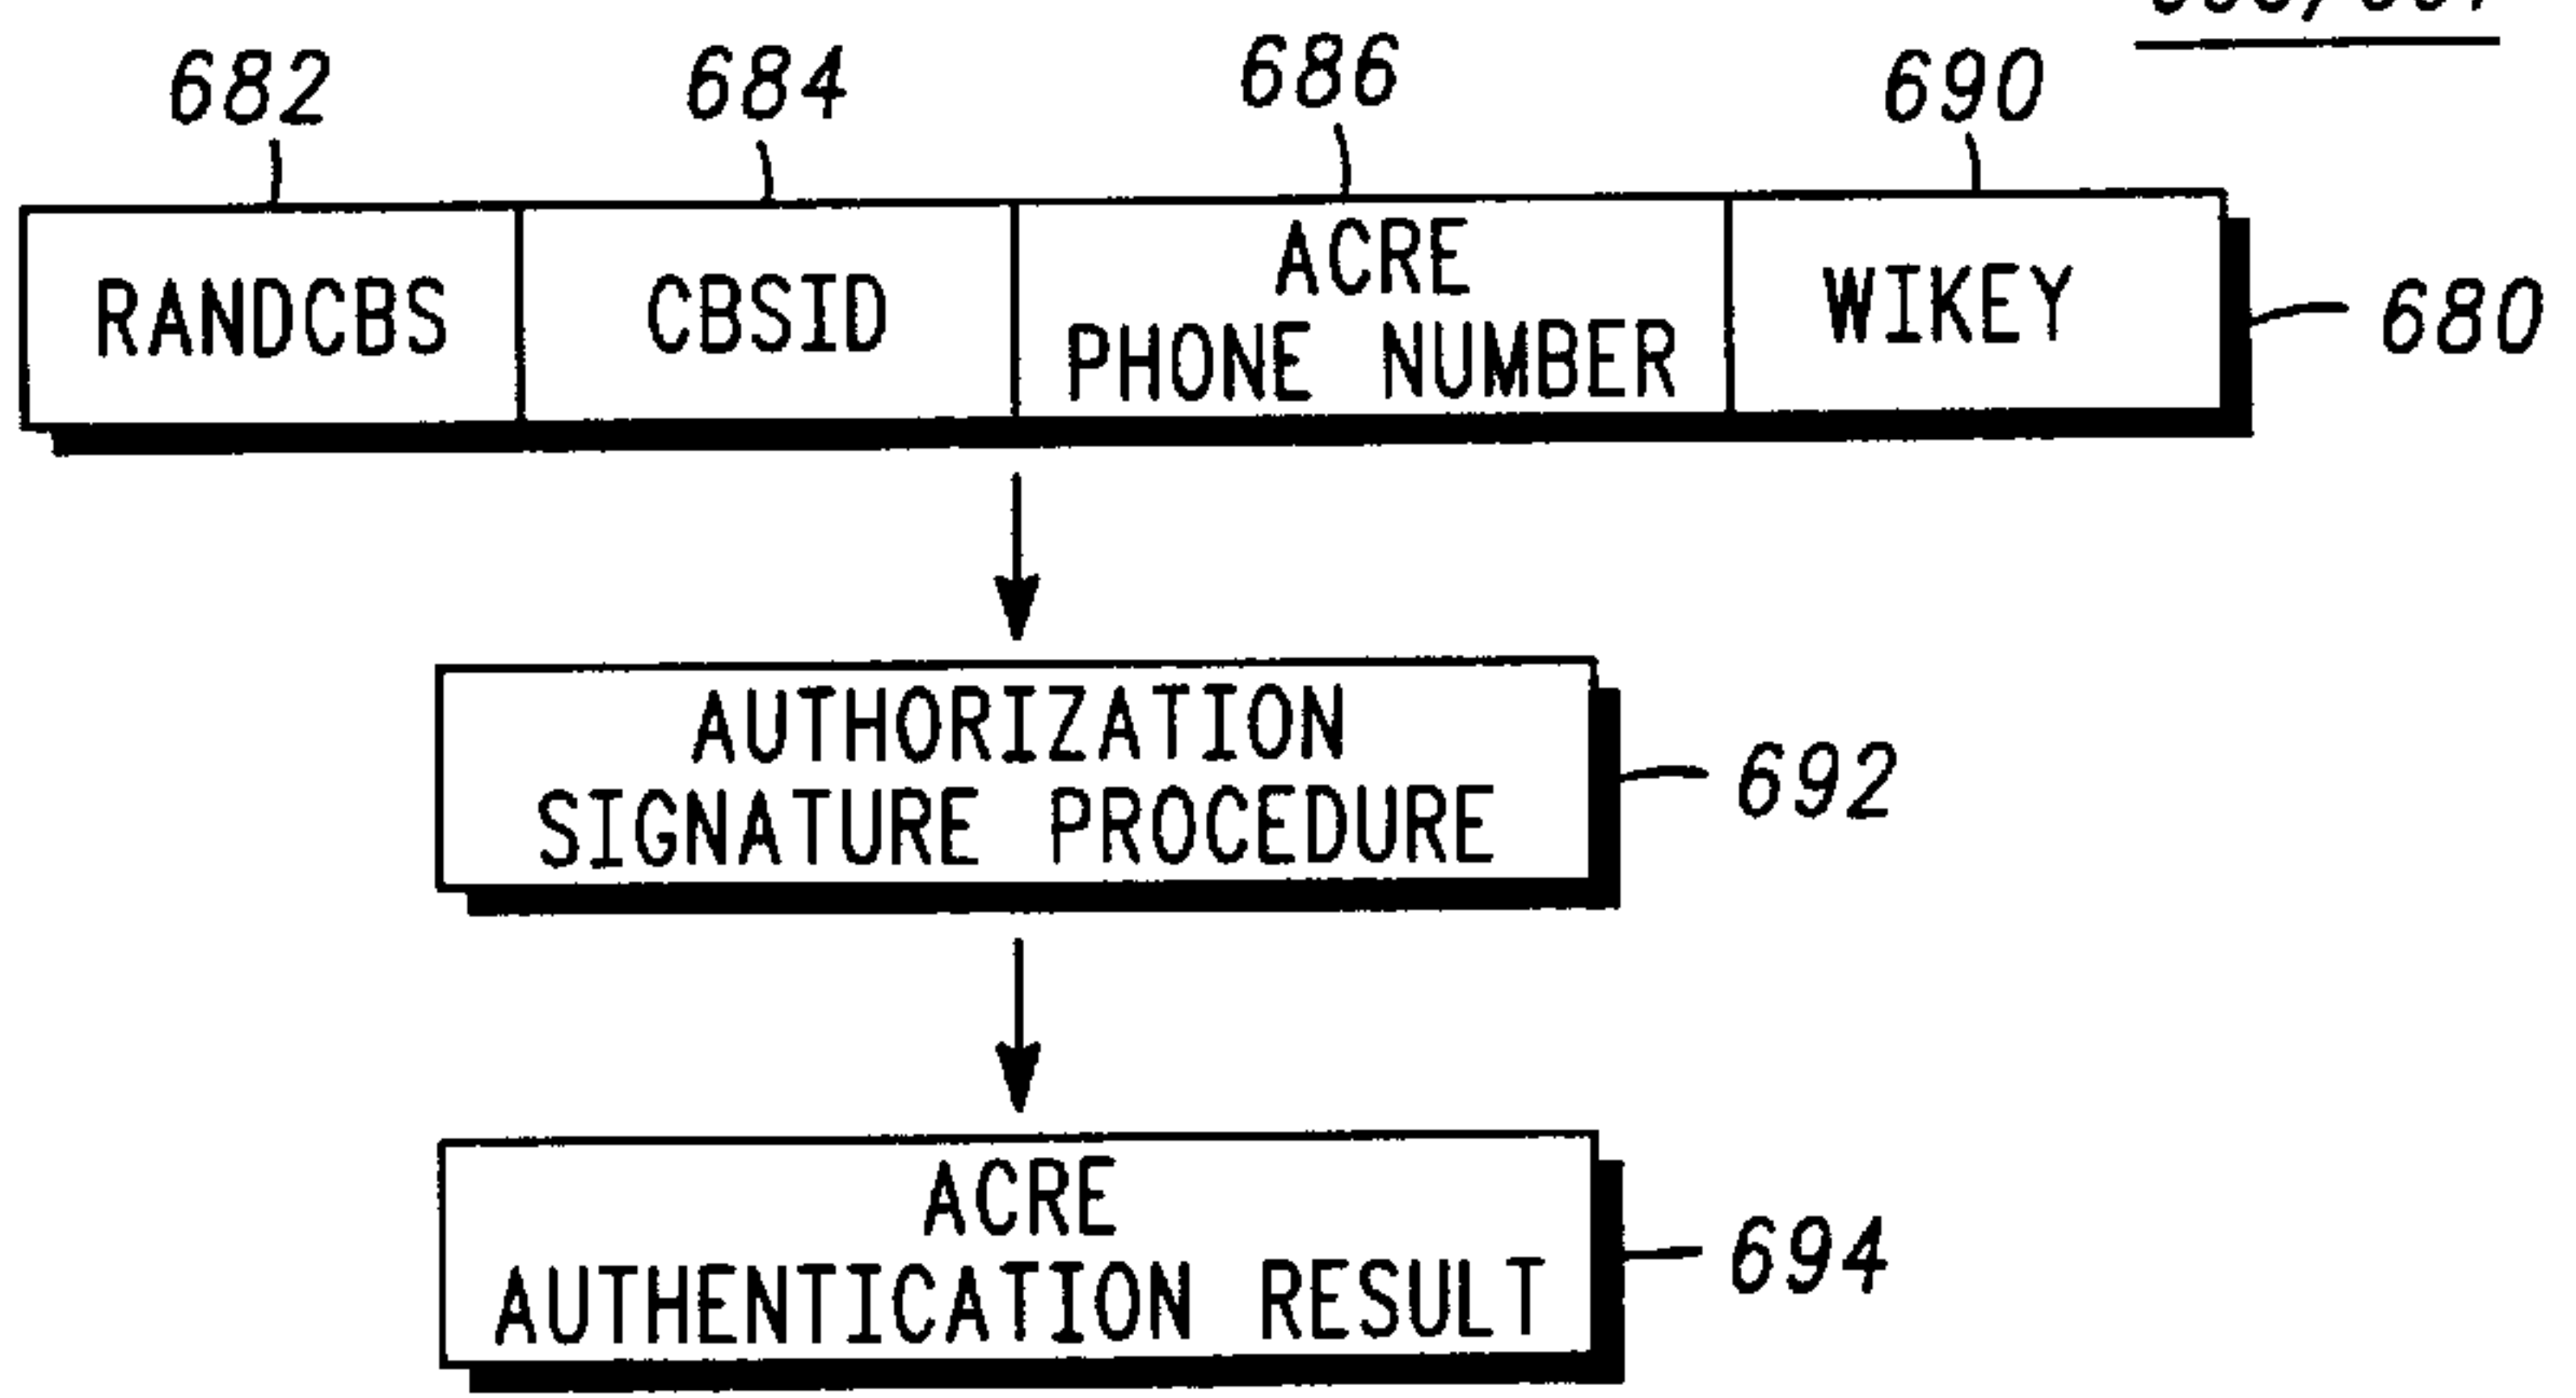 682 684 686 690
RANDCBS CBSID ACRE PHONE NUMBER WIKEY 680
AUTHORIZATION
SIGNATURE PROCEDURE 692
ACRE
AUTHENTICATION RESULT 694